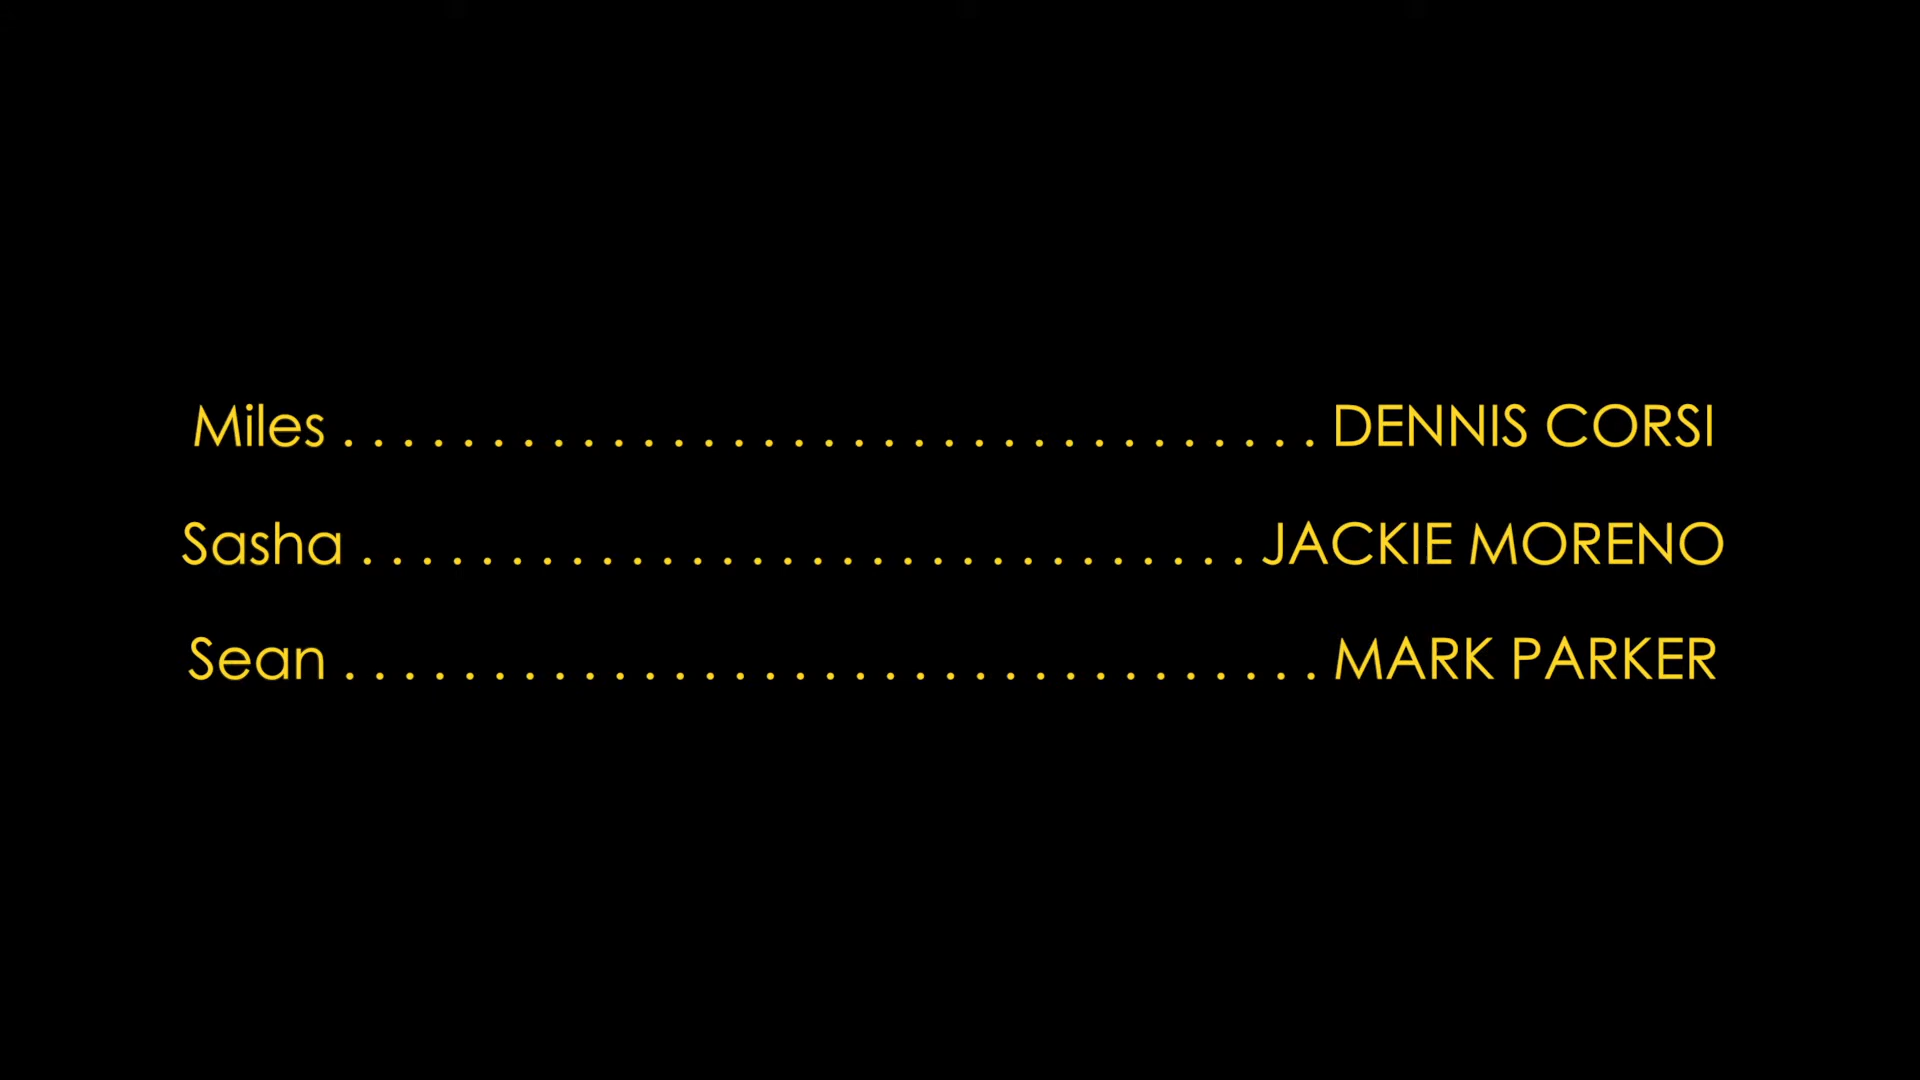 Miles . . . . . . . . . . . . . . . . . . . . . . . . . . . . . . . . . DENNIS CORSI
Sasha . . . . . . . . . . . . . . . . . . . . . . . . . . . . . . JACKIE MORENO
Sean . . . . . . . . . . . . . . . . . . . . . . . . . . . . . . . . . MARK PARKER